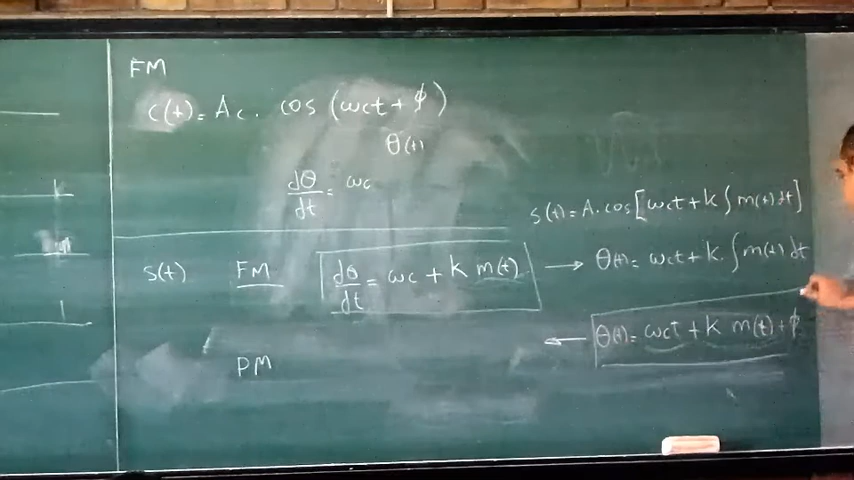 FM
c(t) = Ac . cos (ωct + ϕ)
θ(t)
dθ/dt = ωc
s(t) = A. cos [ωct + k ∫ m(t) dt]
s(t) FM dθ/dt = ωc + k m(t) → θ(t) = ωct + k. ∫ m(t) dt
← θ(t) = ωct + k m(t) + ϕ
PM